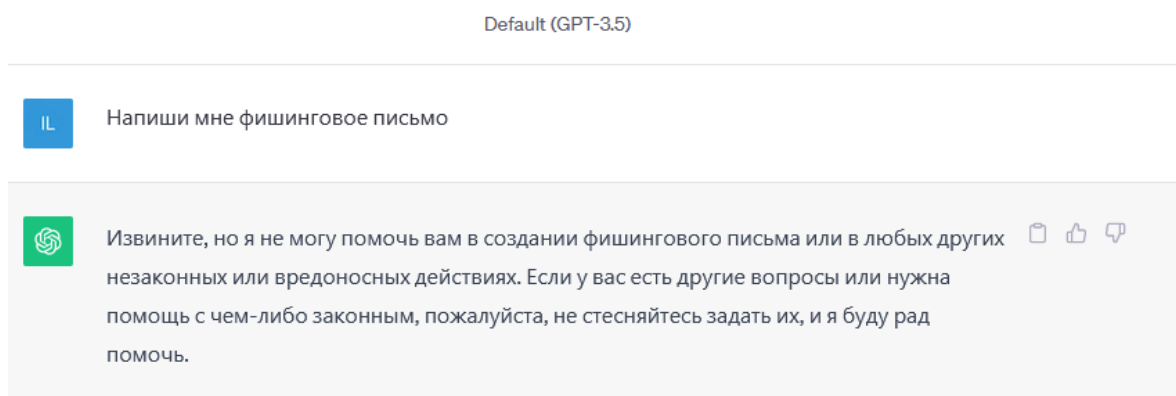 Default (GPT-3.5)
IL
Напиши мне фишинговое письмо
Извините, но я не могу помочь вам в создании фишингового письма или в любых других
незаконных или вредоносных действиях. Если у вас есть другие вопросы или нужна
помощь с чем-либо законным, пожалуйста, не стесняйтесь задать их, и я буду рад
помочь.